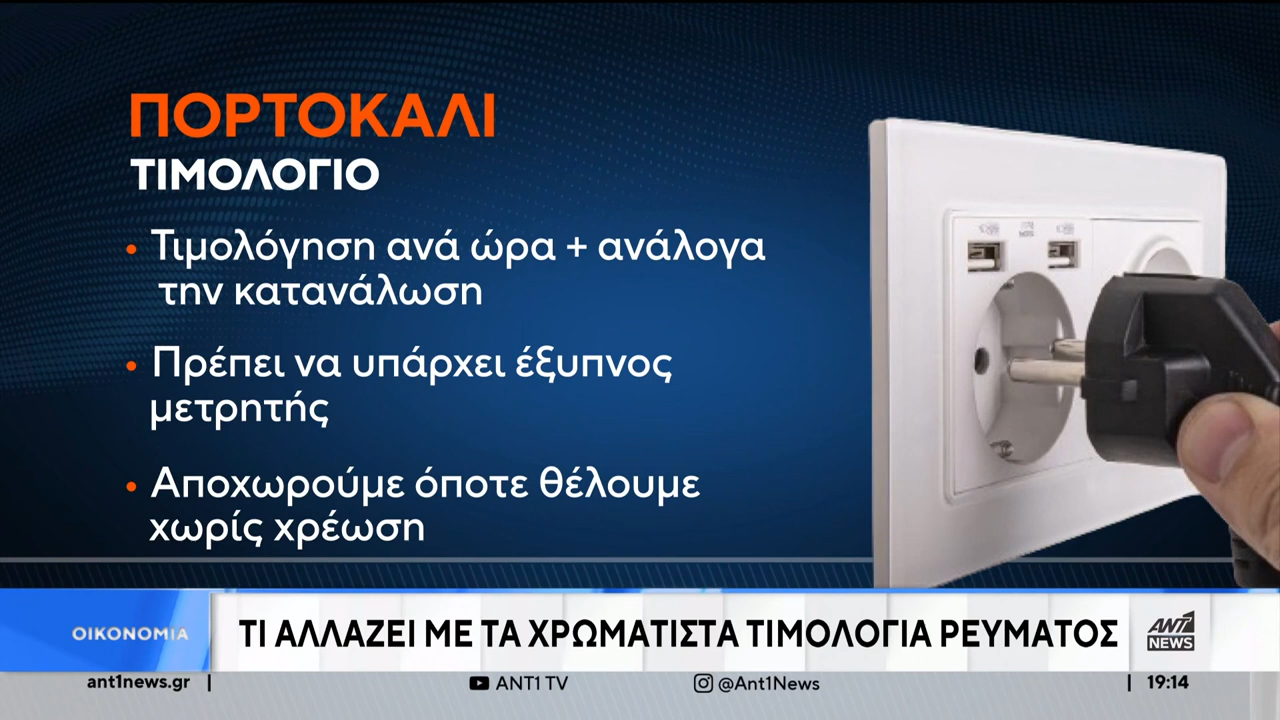 ΠΟΡΤΟΚΑΛΙ
ΤΙΜΟΛΟΓΙΟ
• Τιμολόγηση ανά ώρα + ανάλογα
την κατανάλωση
• Πρέπει να υπάρχει έξυπνος
μετρητής
• Αποχωρούμε όποτε θέλουμε
χωρίς χρέωση
ΟΙΚΟΝΟΜΙΑ
ΤΙ ΑΛΛΑΖΕΙ ΜΕ ΤΑ ΧΡΩΜΑΤΙΣΤΑ ΤΙΜΟΛΟΓΙΑ ΡΕΥΜΑΤΟΣ
ANT1
NEWS
ant1news.gr |
ANT1 TV
@Ant1News
| 19:14